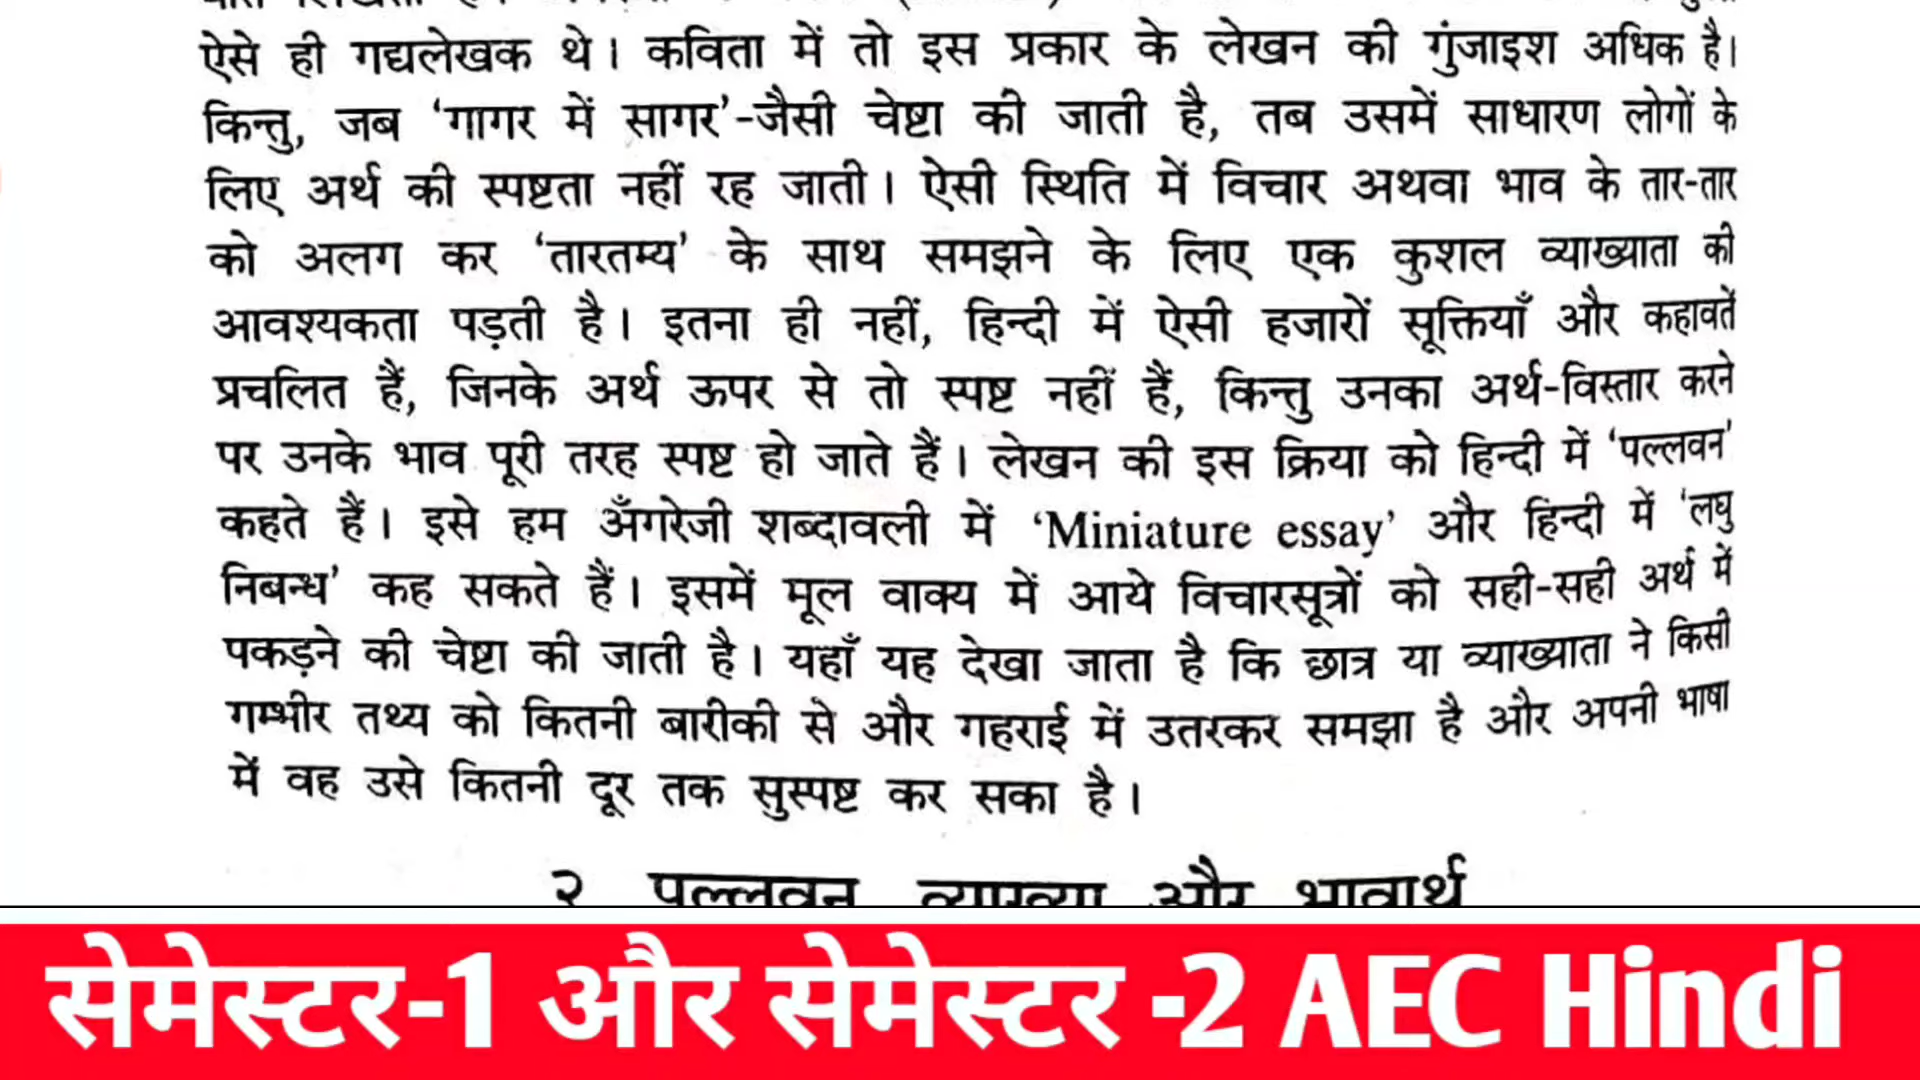 ऐसे ही गद्यलेखक थे। कविता में तो इस प्रकार के लेखन की गुंजाइश अधिक है।
किन्तु, जब ‘गागर में सागर’-जैसी चेष्टा की जाती है, तब उसमें साधारण लोगों के
लिए अर्थ की स्पष्टता नहीं रह जाती। ऐसी स्थिति में विचार अथवा भाव के तार-तार
को अलग कर ‘तारतम्य’ के साथ समझने के लिए एक कुशल व्याख्याता की
आवश्यकता पड़ती है। इतना ही नहीं, हिन्दी में ऐसी हजारों सूक्तियाँ और कहावतें
प्रचलित हैं, जिनके अर्थ ऊपर से तो स्पष्ट नहीं हैं, किन्तु उनका अर्थ-विस्तार करने
पर उनके भाव पूरी तरह स्पष्ट हो जाते हैं। लेखन की इस क्रिया को हिन्दी में ‘पल्लवन’
कहते हैं। इसे हम अँगरेजी शब्दावली में ‘Miniature essay’ और हिन्दी में ‘लघु
निबन्ध’ कह सकते हैं। इसमें मूल वाक्य में आये विचारसूत्रों को सही-सही अर्थ में
पकड़ने की चेष्टा की जाती है। यहाँ यह देखा जाता है कि छात्र या व्याख्याता ने किसी
गम्भीर तथ्य को कितनी बारीकी से और गहराई में उतरकर समझा है और अपनी भाषा
में वह उसे कितनी दूर तक सुस्पष्ट कर सका है।
२ पल्लवन व्याख्या और भावार्थ
सेमेस्टर-1 और सेमेस्टर -2 AEC Hindi